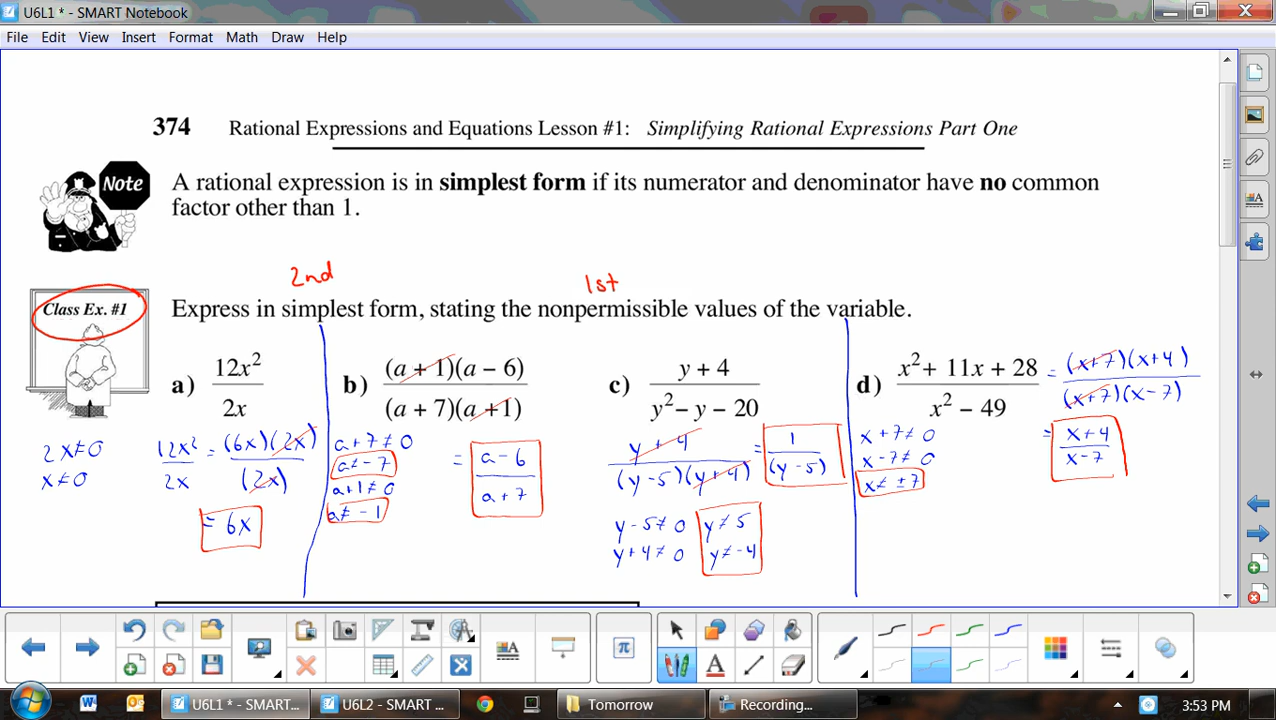 U6L1 * - SMART Notebook
File Edit View Insert Format Math Draw Help
374 Rational Expressions and Equations Lesson #1: Simplifying Rational Expressions Part One
Note
A rational expression is in simplest form if its numerator and denominator have no common
factor other than 1.
2nd 1st
Class Ex. #1
Express in simplest form, stating the nonpermissible values of the variable.
a) 12x²/2x
2x ≠ 0
x ≠ 0
12x²/2x = (6x)(2x)/(2x)
= 6x
b) (a + 1)(a − 6)/(a + 7)(a + 1)
a + 7 ≠ 0
a ≠ -7
a + 1 ≠ 0
a ≠ -1
= a - 6/a + 7
c) y + 4/y² − y − 20
y + 4/(y - 5)(y + 4) = 1/(y - 5)
y - 5 ≠ 0 y ≠ 5
y + 4 ≠ 0 y ≠ -4
d) x² + 11x + 28/x² − 49 = (x+7)(x+4)/(x+7)(x-7)
x + 7 ≠ 0
x - 7 ≠ 0
x ≠ ±7
= x+4/x-7
π
A
U6L1 * - SMART... U6L2 - SMART ... Tomorrow Recording...
3:53 PM